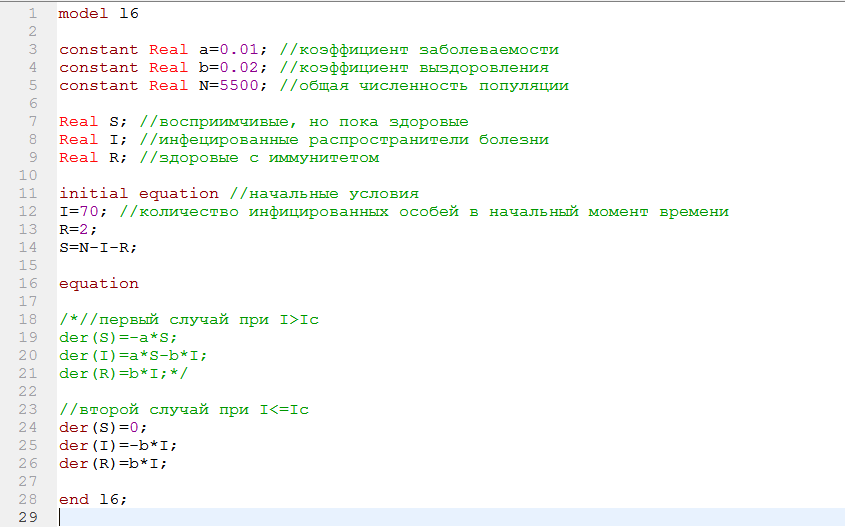 1 model l6
2
3 constant Real a=0.01; //коэффициент заболеваемости
4 constant Real b=0.02; //коэффициент выздоровления
5 constant Real N=5500; //общая численность популяции
6
7 Real S; //восприимчивые, но пока здоровые
8 Real I; //инфецированные распространители болезни
9 Real R; //здоровые с иммунитетом
10
11 initial equation //начальные условия
12 I=70; //количество инфицированных особей в начальный момент времени
13 R=2;
14 S=N-I-R;
15
16 equation
17
18 /*//первый случай при I>Ic
19 der(S)=-a*S;
20 der(I)=a*S-b*I;
21 der(R)=b*I;*/
22
23 //второй случай при I<=Ic
24 der(S)=0;
25 der(I)=-b*I;
26 der(R)=b*I;
27
28 end l6;
29